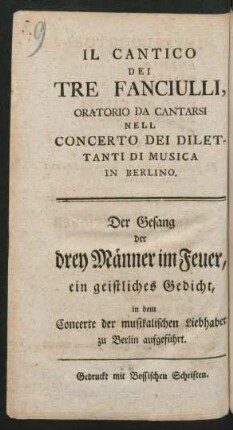 9
IL CANTICO
DEI
TRE FANCIULLI,
ORATORIO DA CANTARSI
NELL
CONCERTO DEI DILET-
TANTI DI MUSICA
IN BERLINO.
Der Gesang
der
drey Männer im Feuer,
ein geistliches Gedicht,
in dem
Concerte der musikalischen Liebhaber
zu Berlin aufgeführt.
Gedruckt mit Vossischen Schriften.